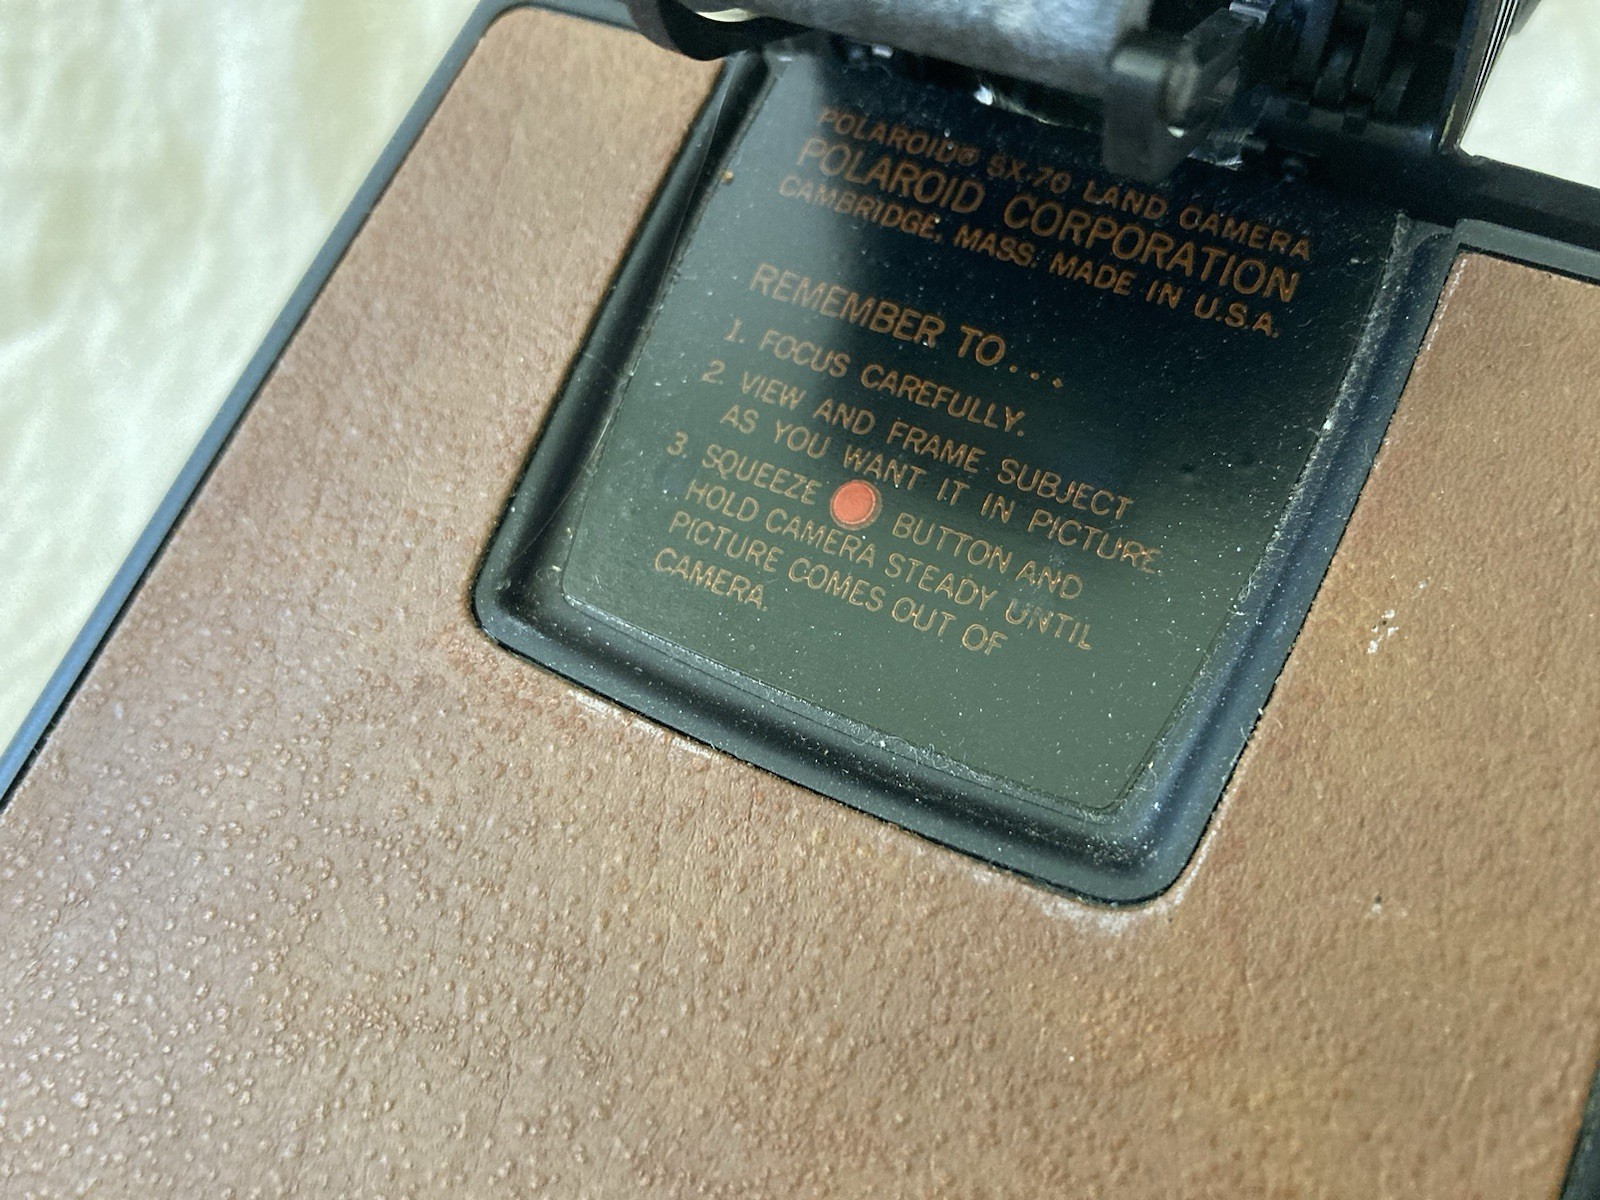 POLAROID® SX-70 LAND CAMERA
POLAROID CORPORATION
CAMBRIDGE, MASS. MADE IN U.S.A.
REMEMBER TO....
1. FOCUS CAREFULLY.
2. VIEW AND FRAME SUBJECT
AS YOU WANT IT IN PICTURE.
3. SQUEEZE BUTTON AND
HOLD CAMERA STEADY UNTIL
PICTURE COMES OUT OF
CAMERA.